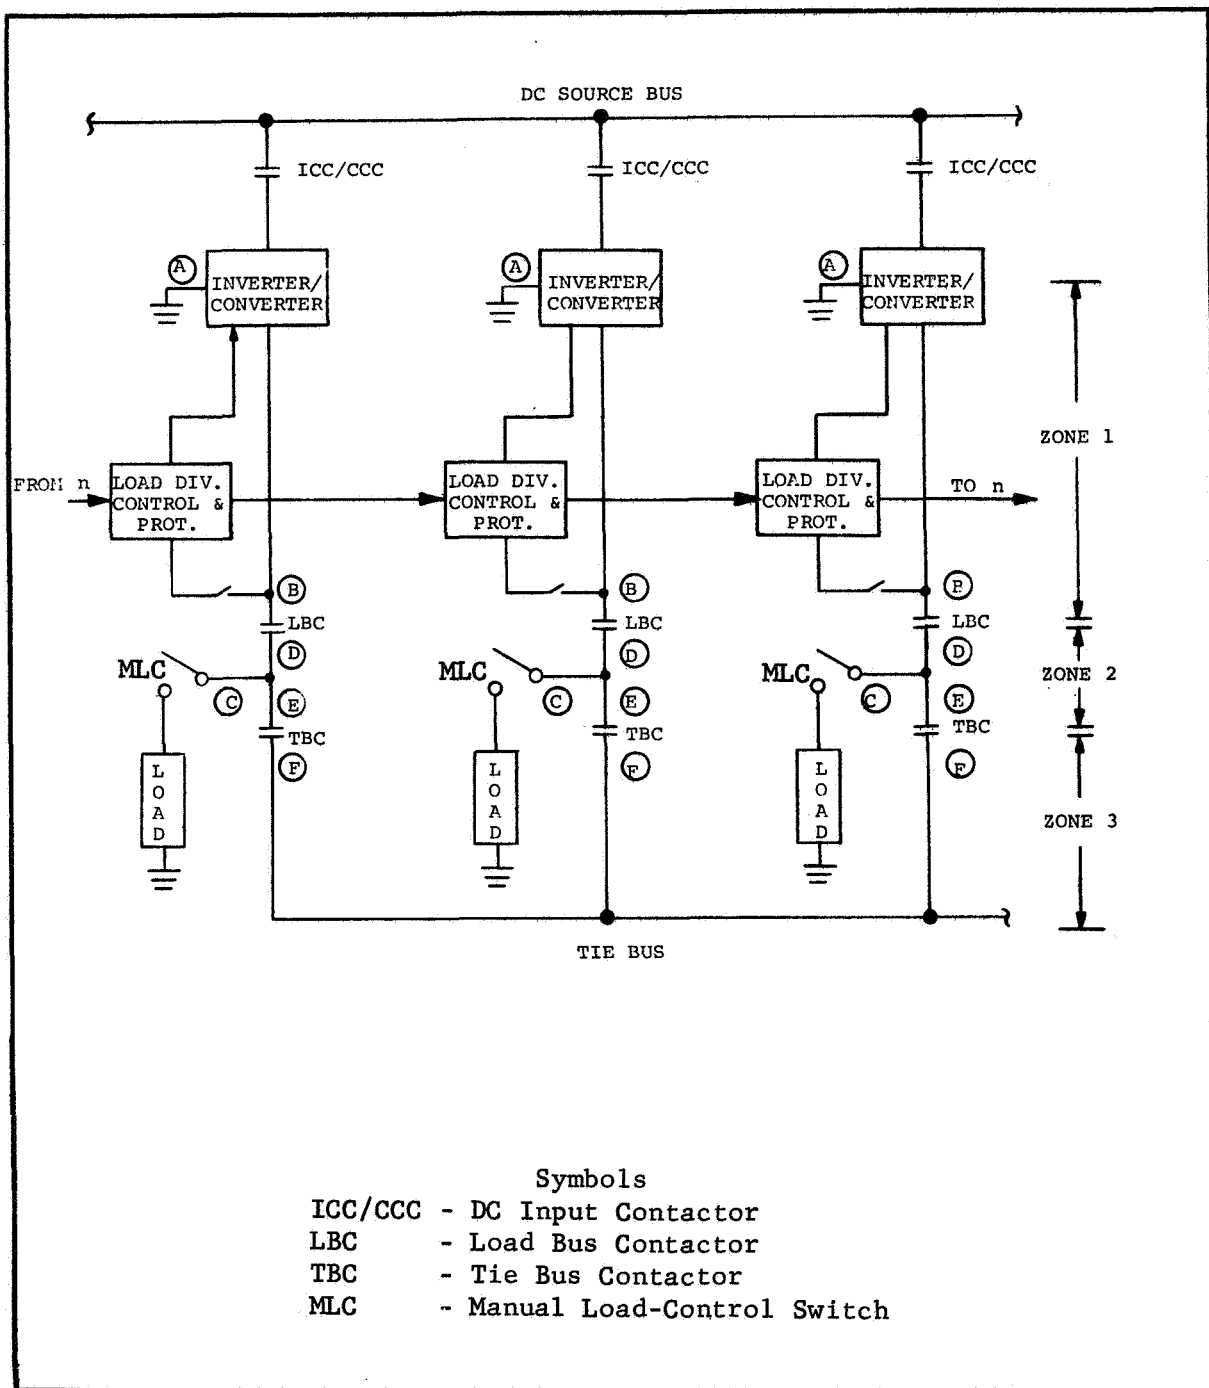 DC SOURCE BUS
ICC/CCC
ICC/CCC
ICC/CCC
A
A
A
INVERTER/
CONVERTER
INVERTER/
CONVERTER
INVERTER/
CONVERTER
ZONE 1
FROM n
LOAD DIV.
CONTROL &
PROT.
LOAD DIV.
CONTROL &
PROT.
LOAD DIV.
CONTROL &
PROT.
TO n
B
B
B
LBC
LBC
LBC
D
D
D
MLC
MLC
MLC
ZONE 2
C
E
C
E
C
E
TBC
TBC
TBC
F
F
F
LOAD
LOAD
LOAD
ZONE 3
TIE BUS
Symbols
ICC/CCC - DC Input Contactor
LBC - Load Bus Contactor
TBC - Tie Bus Contactor
MLC - Manual Load-Control Switch